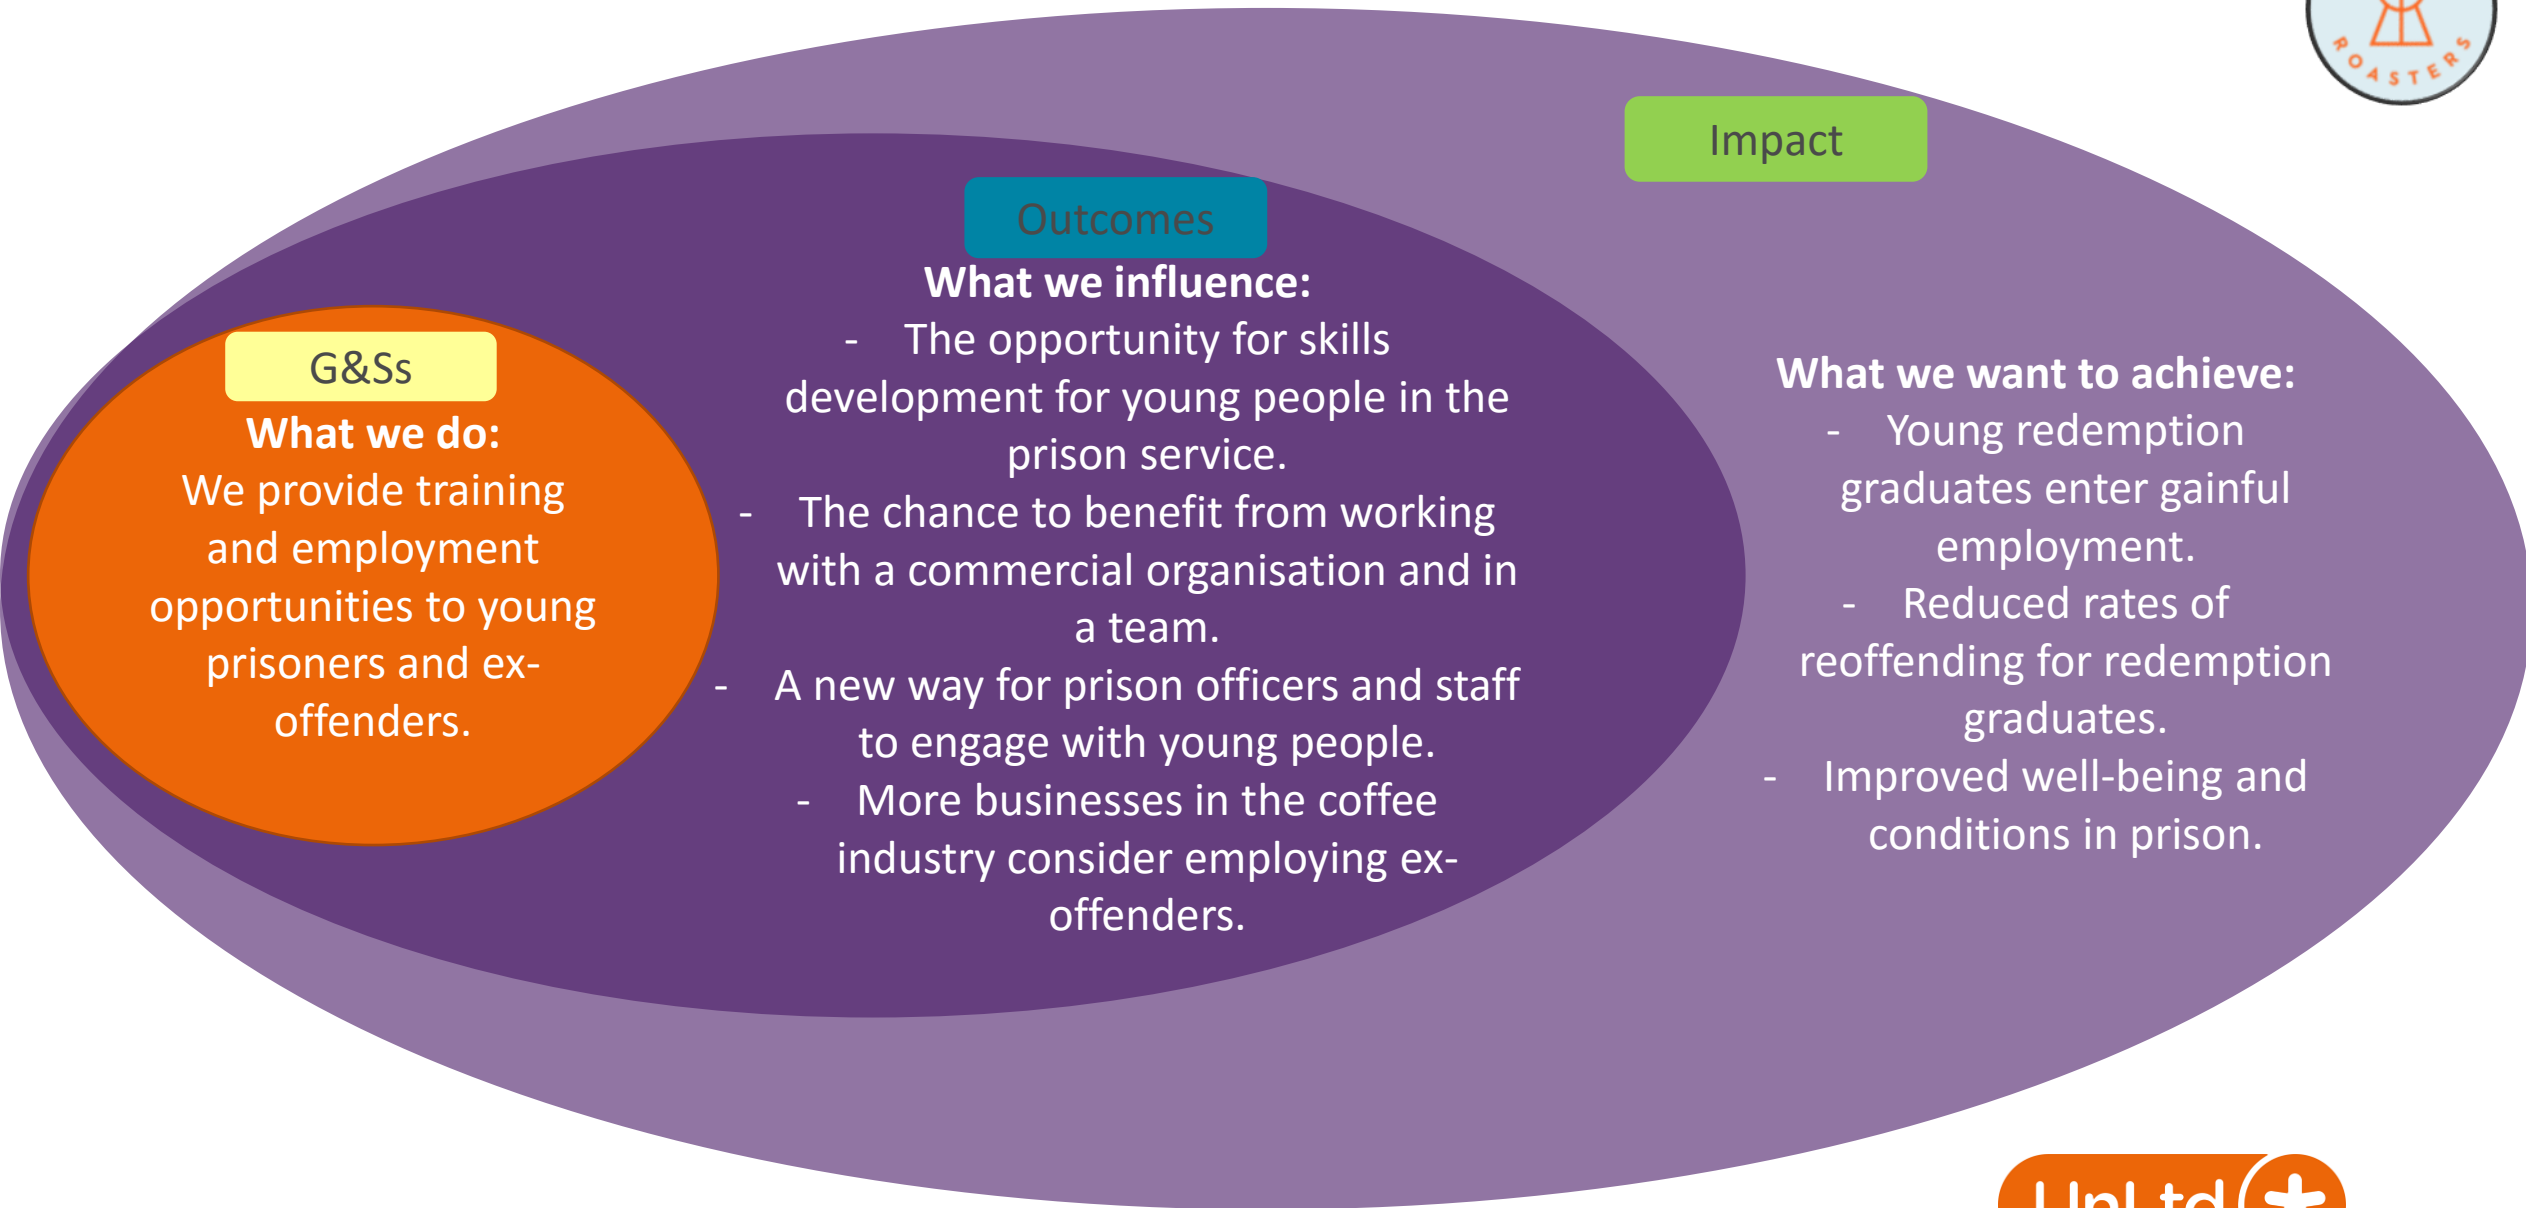 ROASTERS
Impact
Outcomes
What we influence:
- The opportunity for skills
development for young people in the
prison service.
- The chance to benefit from working
with a commercial organisation and in
a team.
- A new way for prison officers and staff
to engage with young people.
- More businesses in the coffee
industry consider employing ex-
offenders.
G&Ss
What we do:
We provide training
and employment
opportunities to young
prisoners and ex-
offenders.
What we want to achieve:
- Young redemption
graduates enter gainful
employment.
- Reduced rates of
reoffending for redemption
graduates.
- Improved well-being and
conditions in prison.
UnLtd